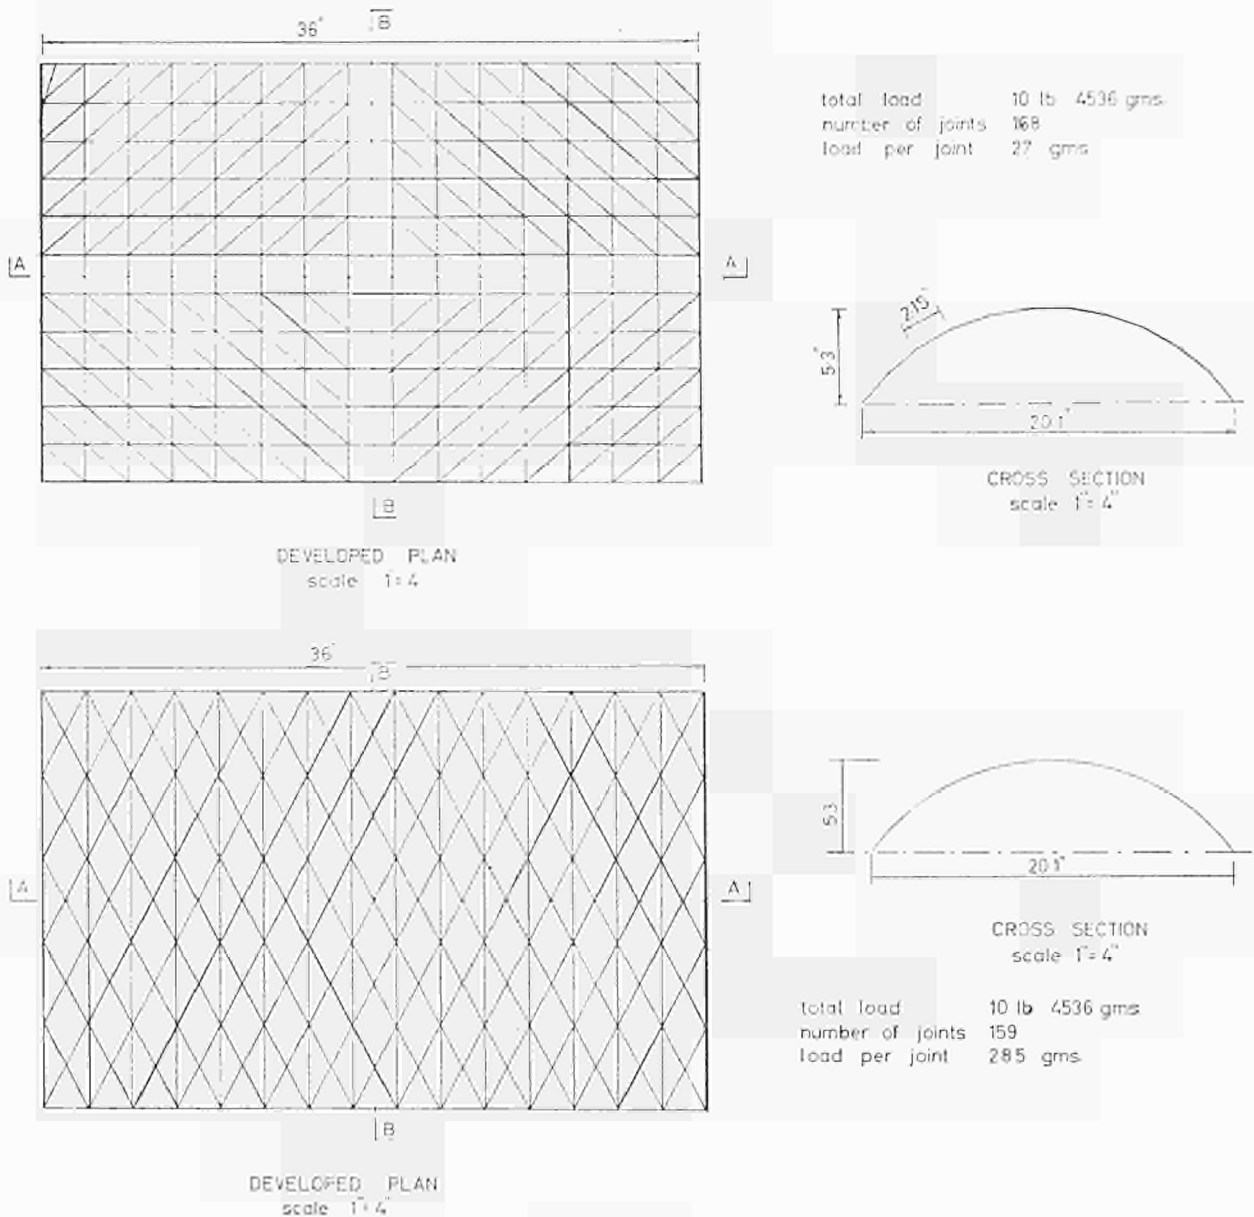 36"
B
total load 10 lb 4536 gms.
number of joints 168
load per joint 27 gms
A
A
2.15"
5.3"
20.1"
CROSS SECTION
scale 1"= 4"
B
DEVELOPED PLAN
scale 1"= 4
36"
B
A
A
5.3
20.1"
CROSS SECTION
scale 1"= 4"
total load 10 lb 4536 gms
number of joints 159
load per joint 28.5 gms.
B
DEVELOPED PLAN
scale 1"= 4"